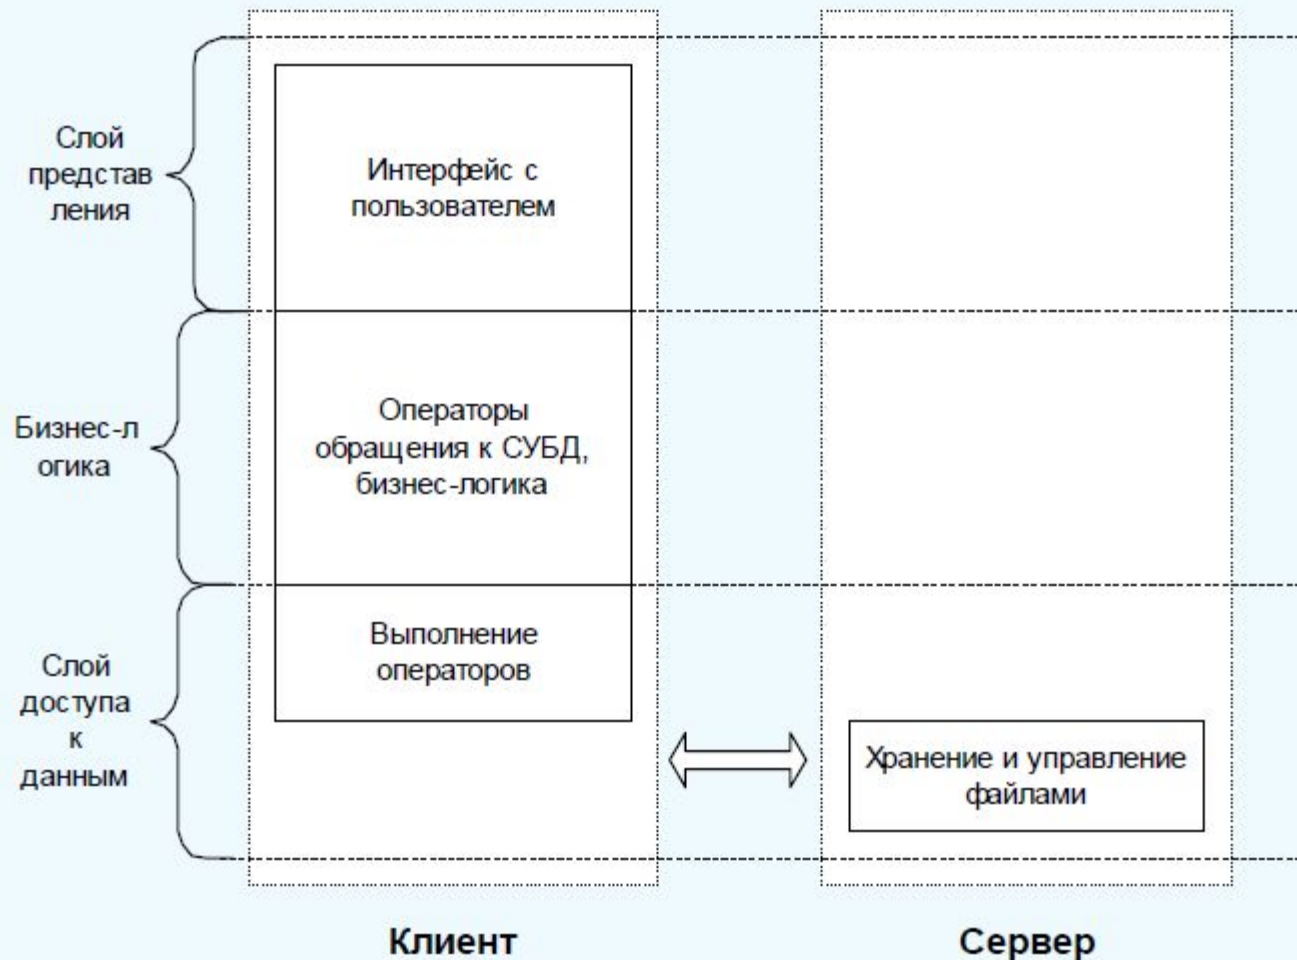 Слой
представ
ления
Интерфейс с
пользователем
Бизнес-л
огика
Операторы
обращения к СУБД,
бизнес-логика
Слой
доступа
к
данным
Выполнение
операторов
Хранение и управление
файлами
Клиент
Сервер